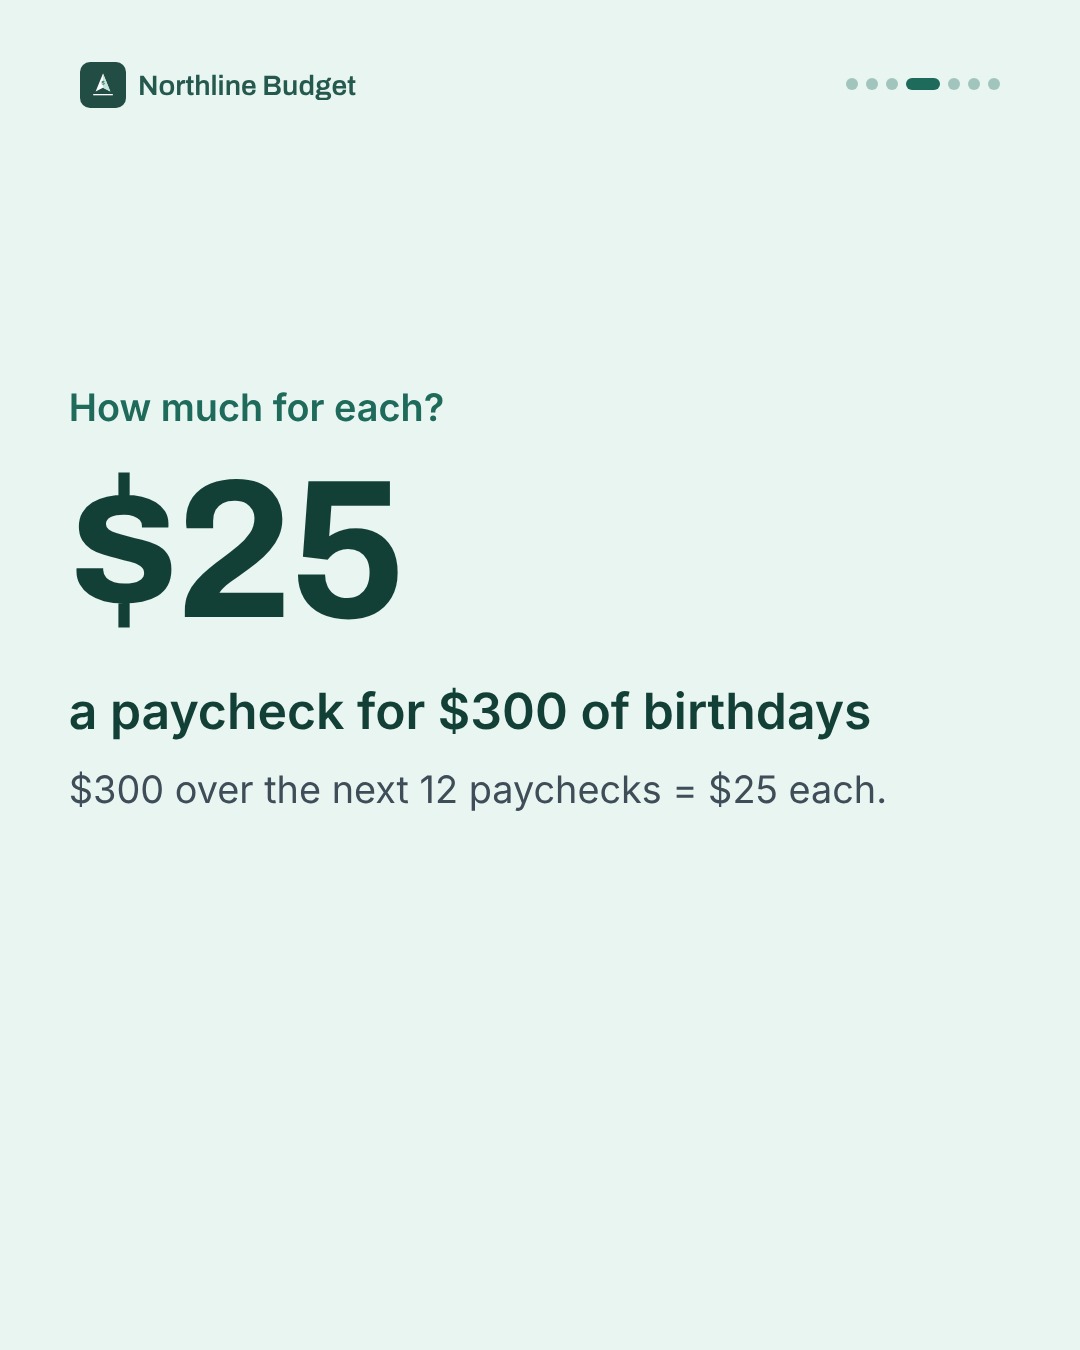 Northline Budget
How much for each?
$25
a paycheck for $300 of birthdays
$300 over the next 12 paychecks = $25 each.